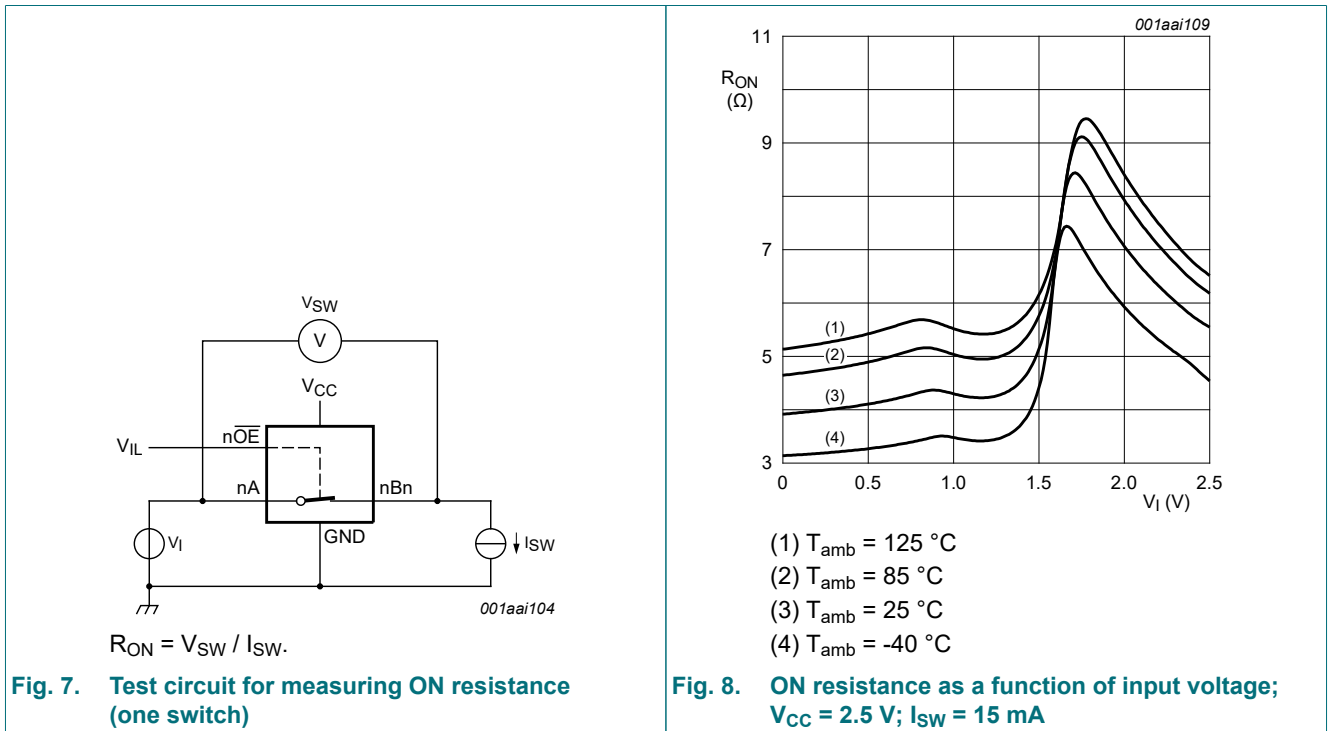 V_SW
V
V_CC
V_IL
nOE
nA
nBn
GND
V_I
I_SW
001aai104
R_ON = V_SW / I_SW.
Fig. 7. Test circuit for measuring ON resistance
(one switch)
001aai109
11
R_ON
(Ω)
9
7
5
3
(1)
(2)
(3)
(4)
0 0.5 1.0 1.5 2.0 2.5
V_I (V)
(1) T_amb = 125 °C
(2) T_amb = 85 °C
(3) T_amb = 25 °C
(4) T_amb = -40 °C
Fig. 8. ON resistance as a function of input voltage;
V_CC = 2.5 V; I_SW = 15 mA